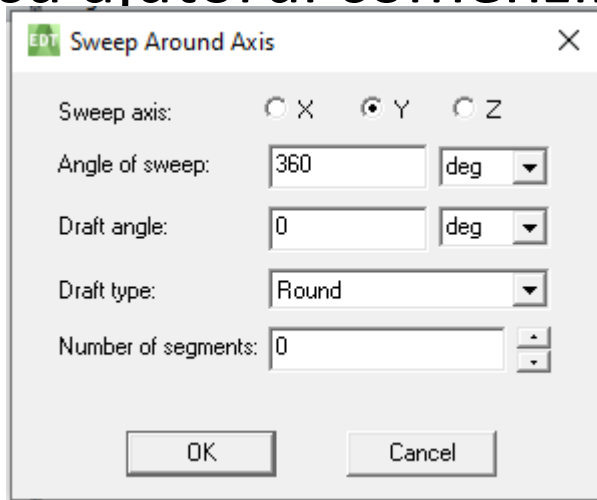 EDT Sweep Around Axis
Sweep axis: X Y Z
Angle of sweep: 360 deg
Draft angle: 0 deg
Draft type: Round
Number of segments: 0
OK Cancel